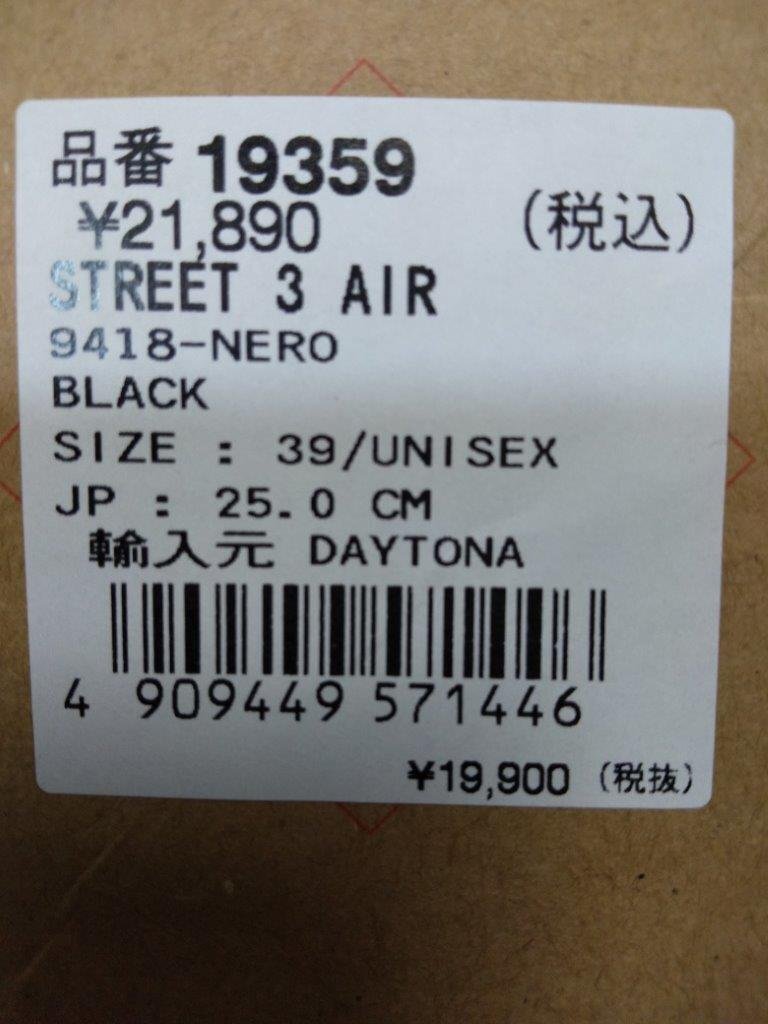 品番 19359
¥21,890 (税込)
STREET 3 AIR
9418-NERO
BLACK
SIZE : 39/UNISEX
JP : 25.0 CM
輸入元 DAYTONA
4 909449 571446
¥19,900 (税抜)